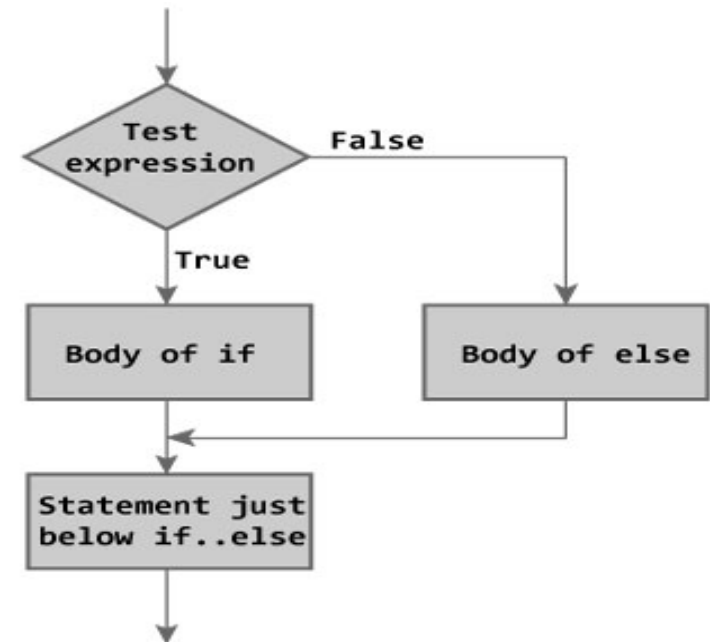 Test
expression
False
True
Body of if
Body of else
Statement just
below if..else